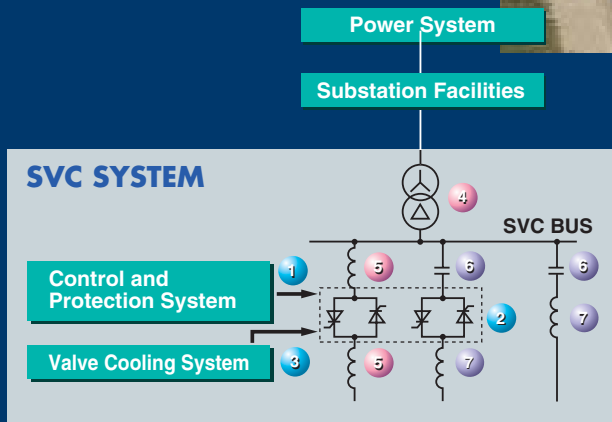 Power System
Substation Facilities
SVC SYSTEM
4
SVC BUS
Control and
Protection System
1
5
6
6
2
7
Valve Cooling System
3
5
7